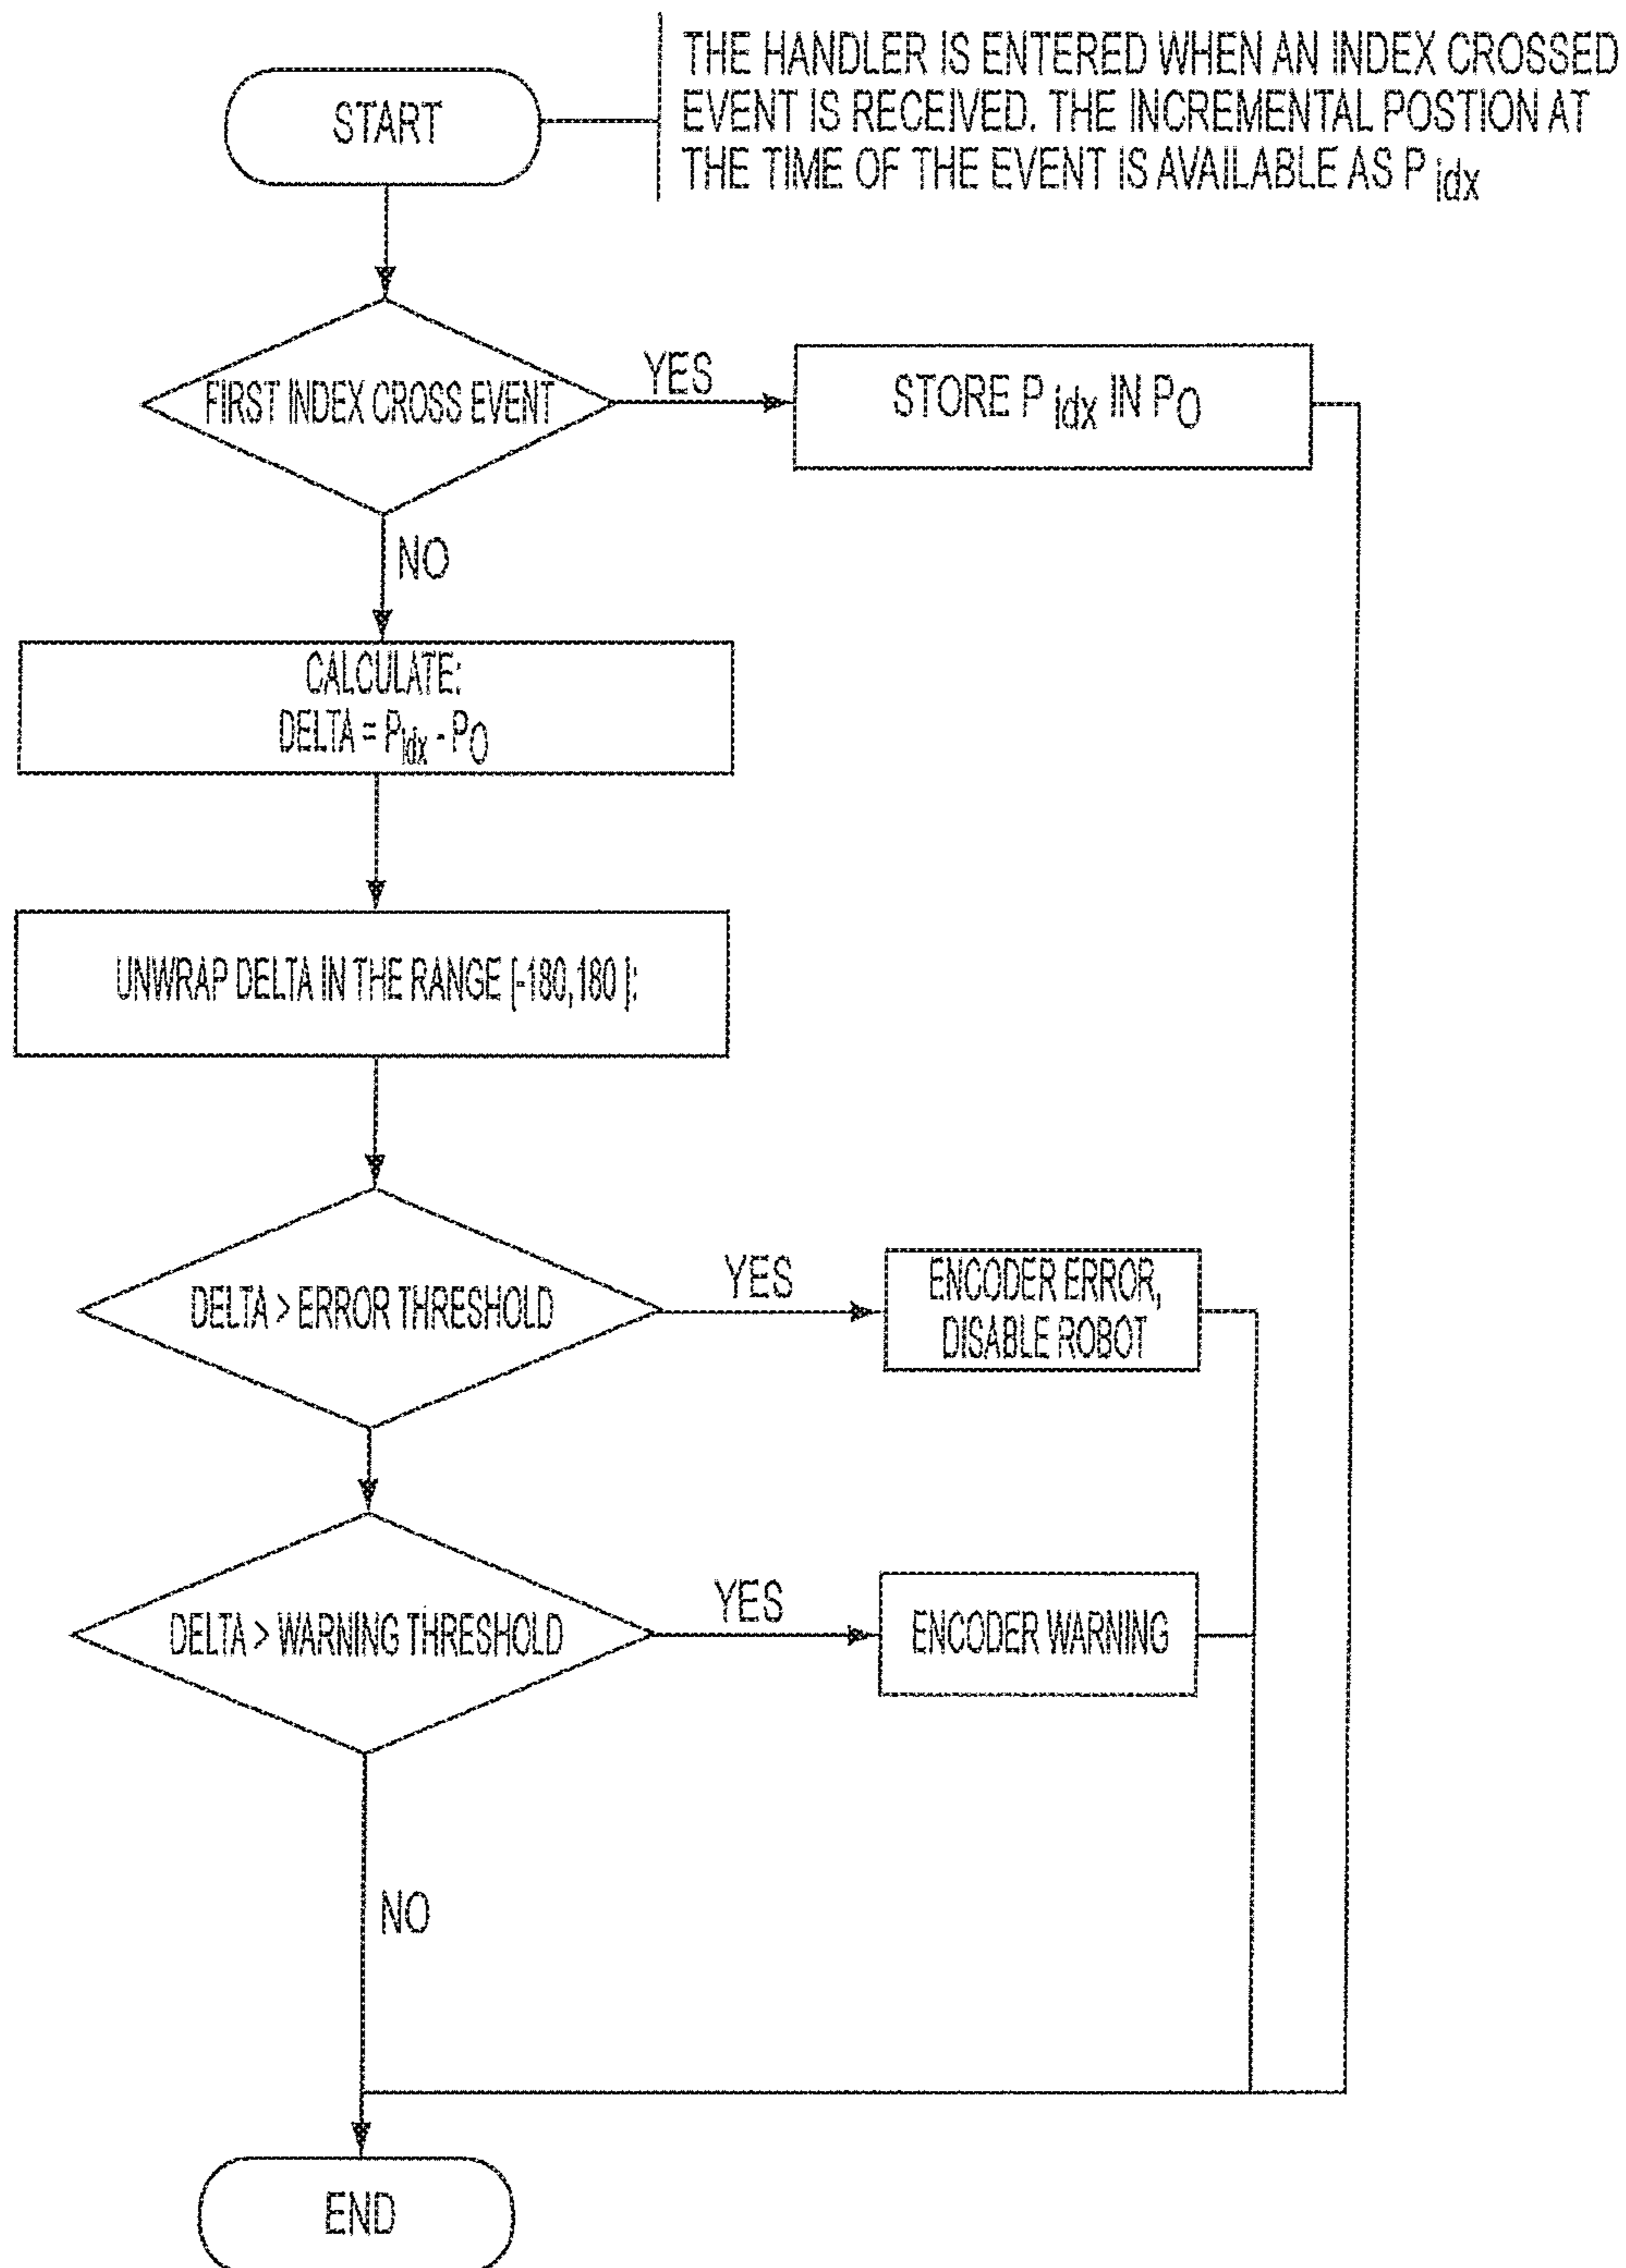 START
THE HANDLER IS ENTERED WHEN AN INDEX CROSSED
EVENT IS RECEIVED. THE INCREMENTAL POSTION AT
THE TIME OF THE EVENT IS AVAILABLE AS P idx
FIRST INDEX CROSS EVENT
YES
STORE P idx IN PO
NO
CALCULATE:
DELTA = Pidx - PO
UNWRAP DELTA IN THE RANGE [-180,180 ]:
DELTA > ERROR THRESHOLD
YES
ENCODER ERROR,
DISABLE ROBOT
DELTA > WARNING THRESHOLD
YES
ENCODER WARNING
NO
END